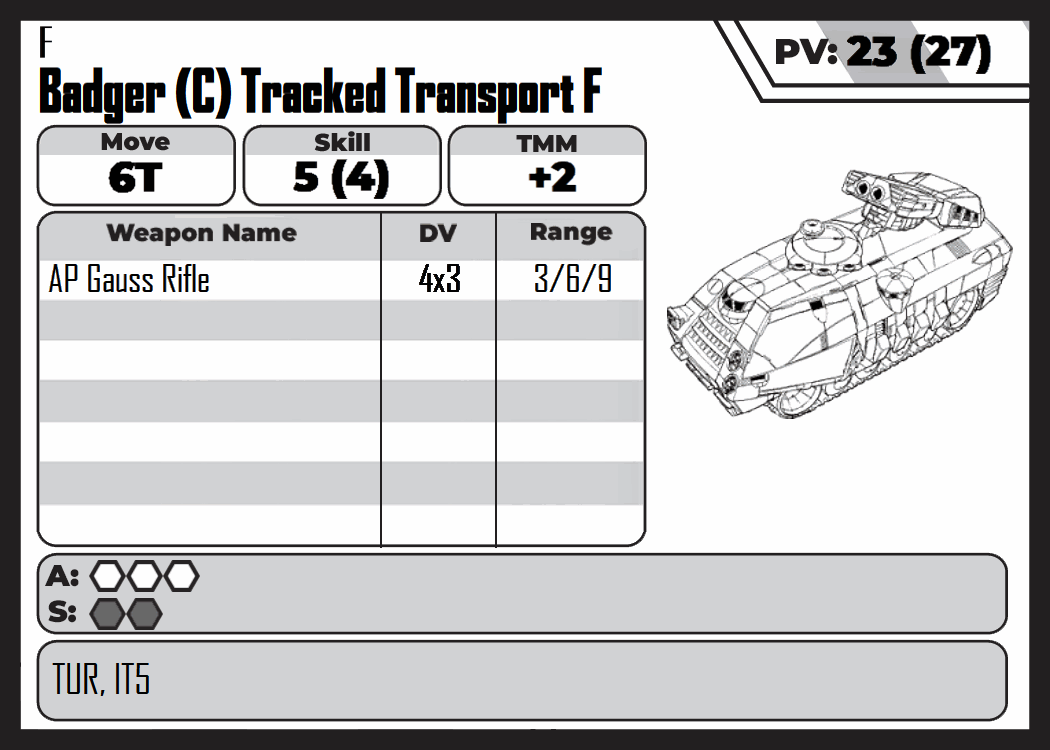 F
PV: 23 (27)
Badger (C) Tracked Transport F
Move Skill TMM
6T 5 (4) +2
Weapon Name DV Range
AP Gauss Rifle 4x3 3/6/9
A:
S:
TUR, IT5